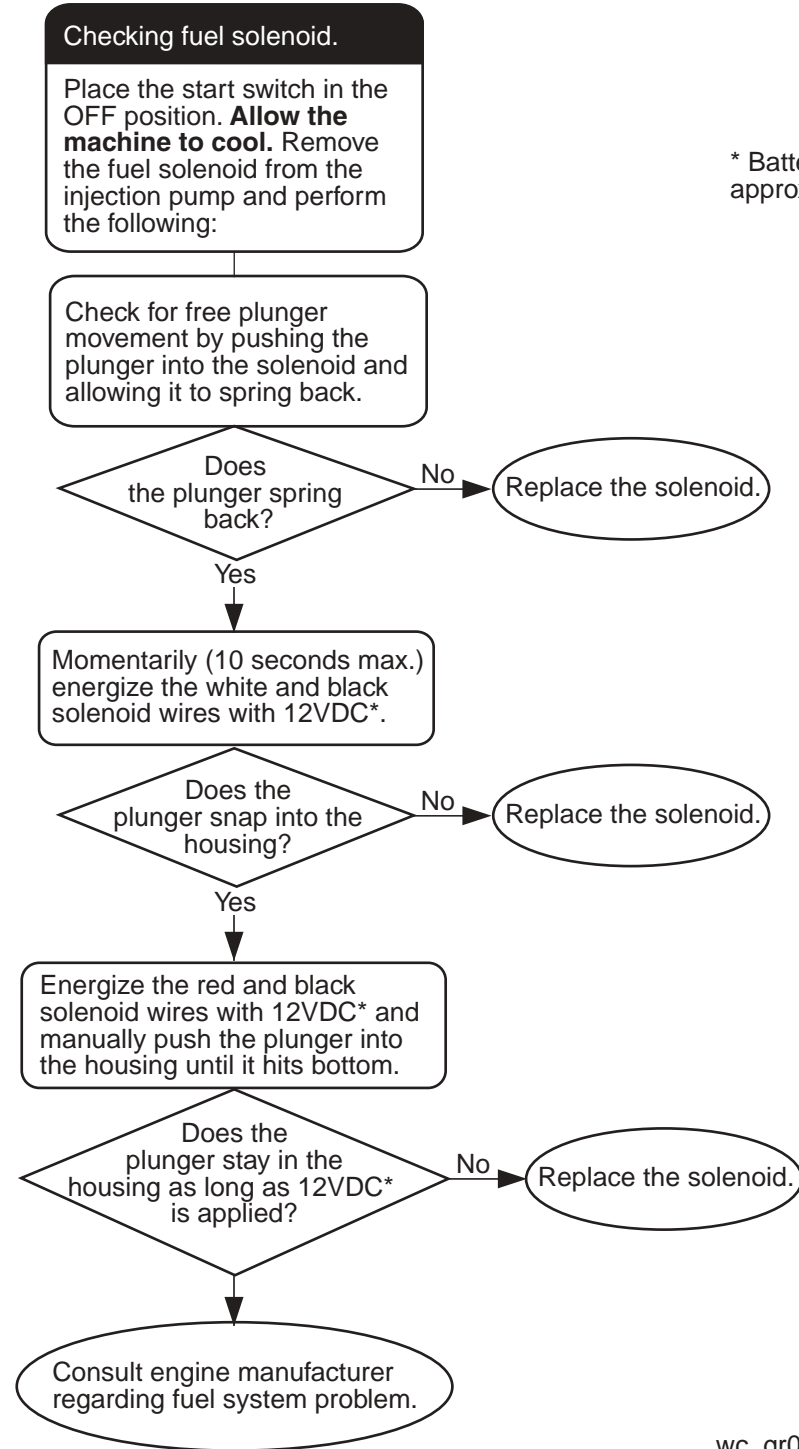 Checking fuel solenoid.
Place the start switch in the
OFF position. Allow the
machine to cool. Remove
the fuel solenoid from the
injection pump and perform
the following:
* Batte
approx
Check for free plunger
movement by pushing the
plunger into the solenoid and
allowing it to spring back.
Does
the plunger spring
back?
No
Replace the solenoid.
Yes
Momentarily (10 seconds max.)
energize the white and black
solenoid wires with 12VDC*.
Does the
plunger snap into the
housing?
No
Replace the solenoid.
Yes
Energize the red and black
solenoid wires with 12VDC* and
manually push the plunger into
the housing until it hits bottom.
Does the
plunger stay in the
housing as long as 12VDC*
is applied?
No
Replace the solenoid.
Consult engine manufacturer
regarding fuel system problem.
wc_gr0